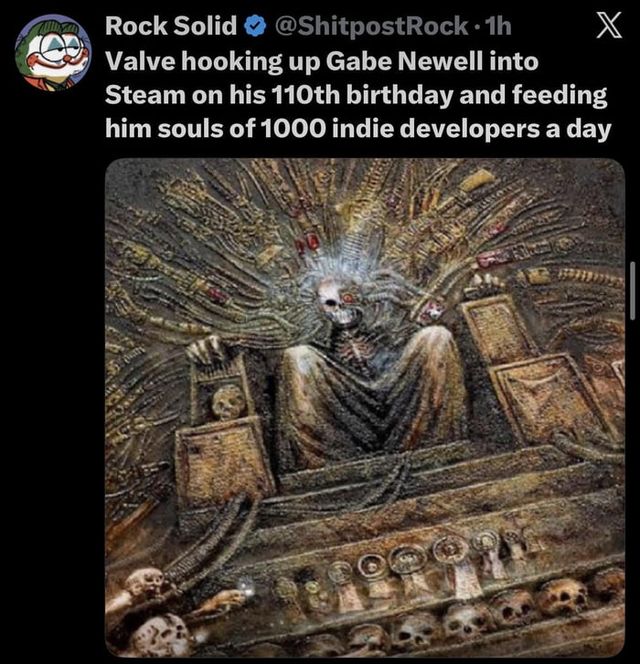 Rock Solid @ShitpostRock · 1h
Valve hooking up Gabe Newell into
Steam on his 110th birthday and feeding
him souls of 1000 indie developers a day